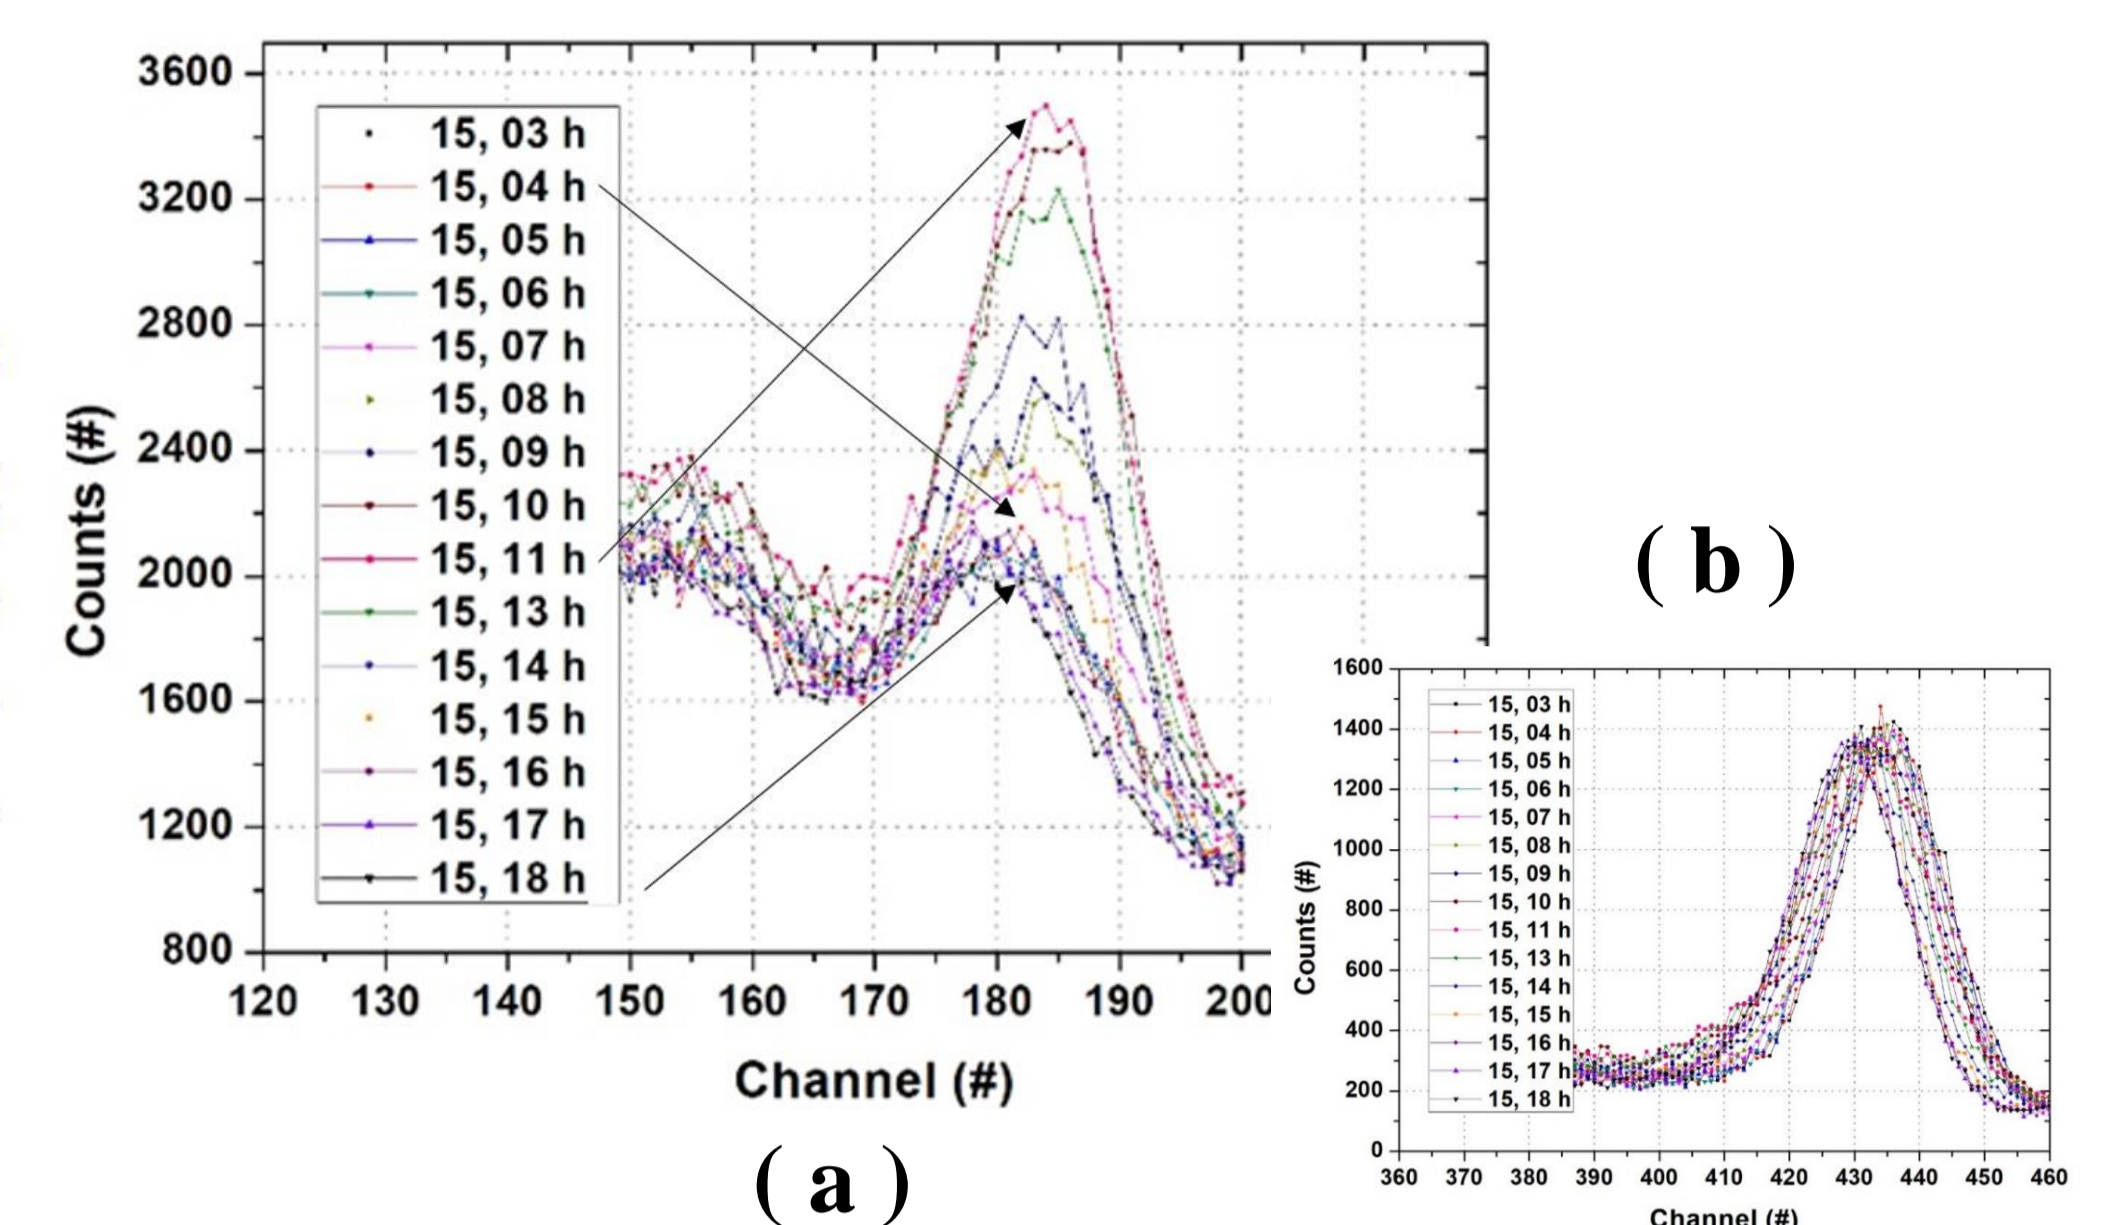 3600
3200
2800
2400
2000
1600
1200
800
Counts (#)
15, 03 h
15, 04 h
15, 05 h
15, 06 h
15, 07 h
15, 08 h
15, 09 h
15, 10 h
15, 11 h
15, 13 h
15, 14 h
15, 15 h
15, 16 h
15, 17 h
15, 18 h
120 130 140 150 160 170 180 190 200
Channel (#)
( a )
( b )
1600
1400
1200
1000
800
600
400
200
0
Counts (#)
15, 03 h
15, 04 h
15, 05 h
15, 06 h
15, 07 h
15, 08 h
15, 09 h
15, 10 h
15, 11 h
15, 13 h
15, 14 h
15, 15 h
15, 16 h
15, 17 h
15, 18 h
360 370 380 390 400 410 420 430 440 450 460
Channel (#)